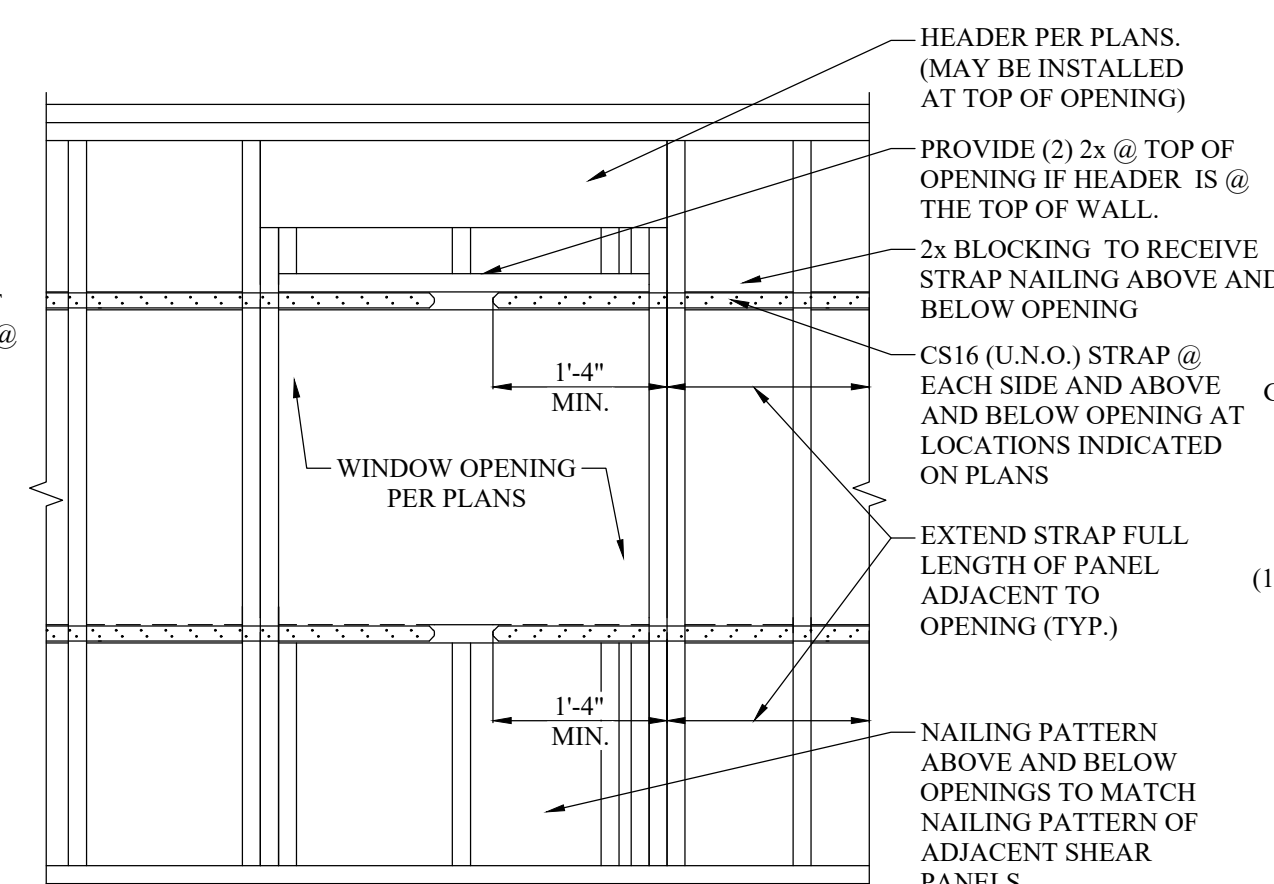 HEADER PER PLANS.
(MAY BE INSTALLED
AT TOP OF OPENING)
PROVIDE (2) 2x @ TOP OF
OPENING IF HEADER IS @
THE TOP OF WALL.
2x BLOCKING TO RECEIVE
STRAP NAILING ABOVE AND
BELOW OPENING
@
CS16 (U.N.O.) STRAP @
EACH SIDE AND ABOVE
AND BELOW OPENING AT
LOCATIONS INDICATED
ON PLANS
1'-4"
MIN.
WINDOW OPENING
PER PLANS
EXTEND STRAP FULL
LENGTH OF PANEL
ADJACENT TO
OPENING (TYP.)
(1
1'-4"
MIN.
NAILING PATTERN
ABOVE AND BELOW
OPENINGS TO MATCH
NAILING PATTERN OF
ADJACENT SHEAR
PANELS